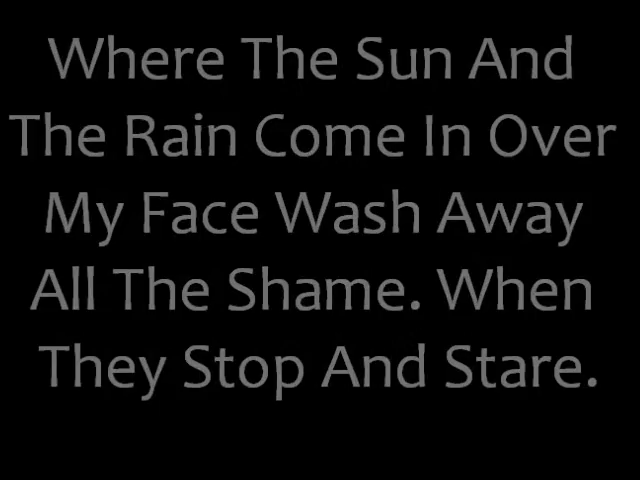 Where The Sun And
The Rain Come In Over
My Face Wash Away
All The Shame. When
They Stop And Stare.